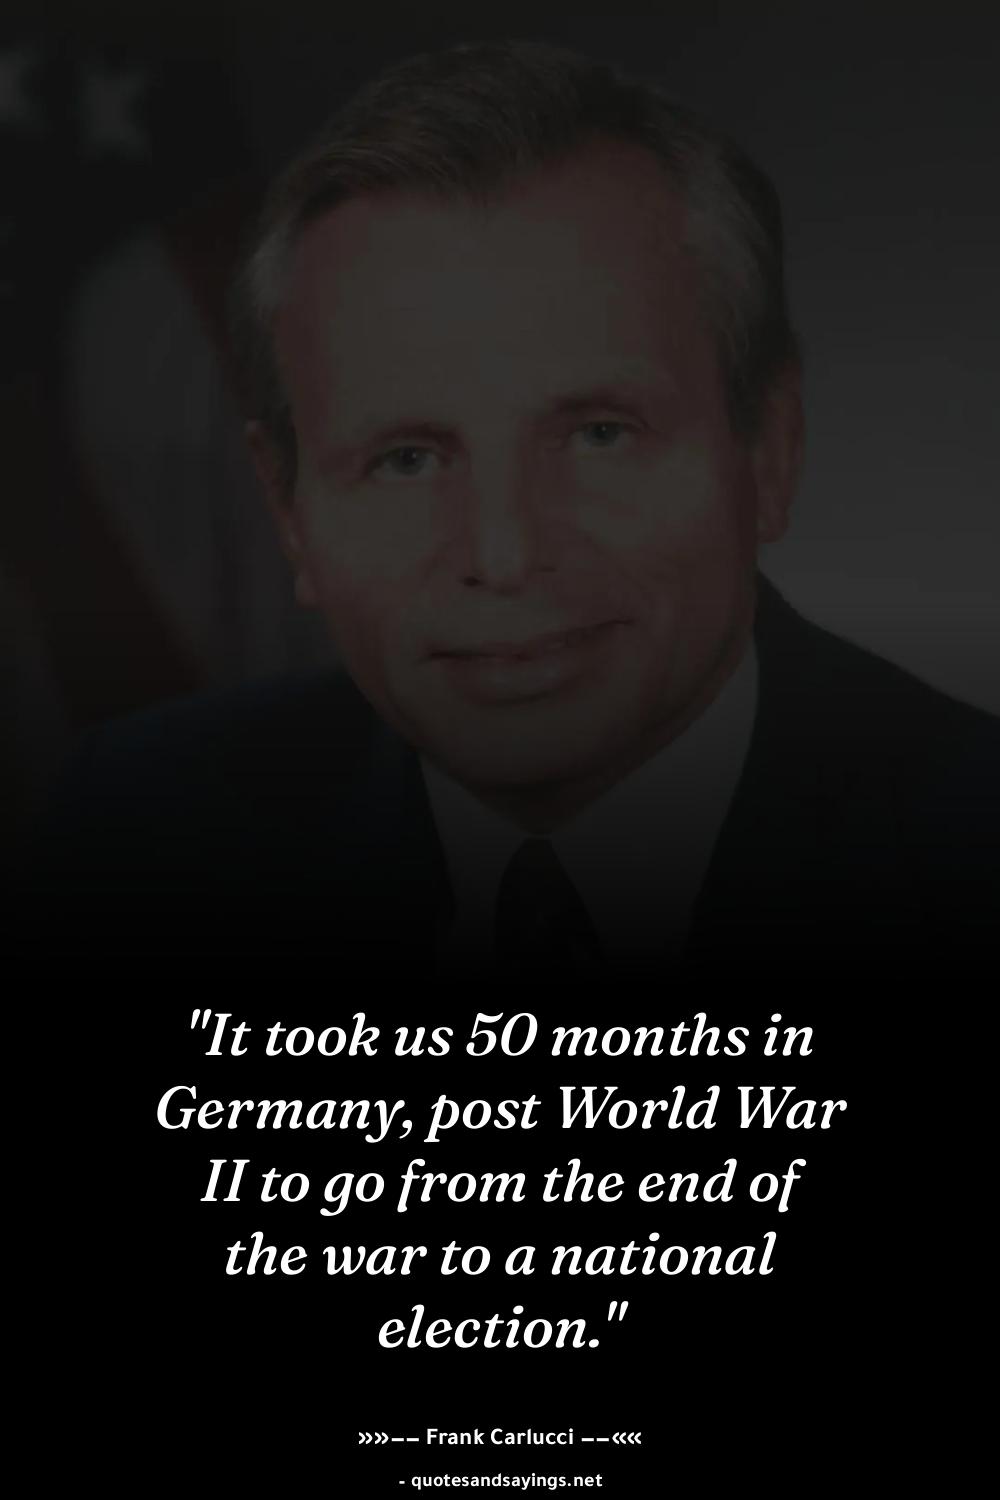 "It took us 50 months in
Germany, post World War
II to go from the end of
the war to a national
election."
»»−− Frank Carlucci −−««
- quotesandsayings.net